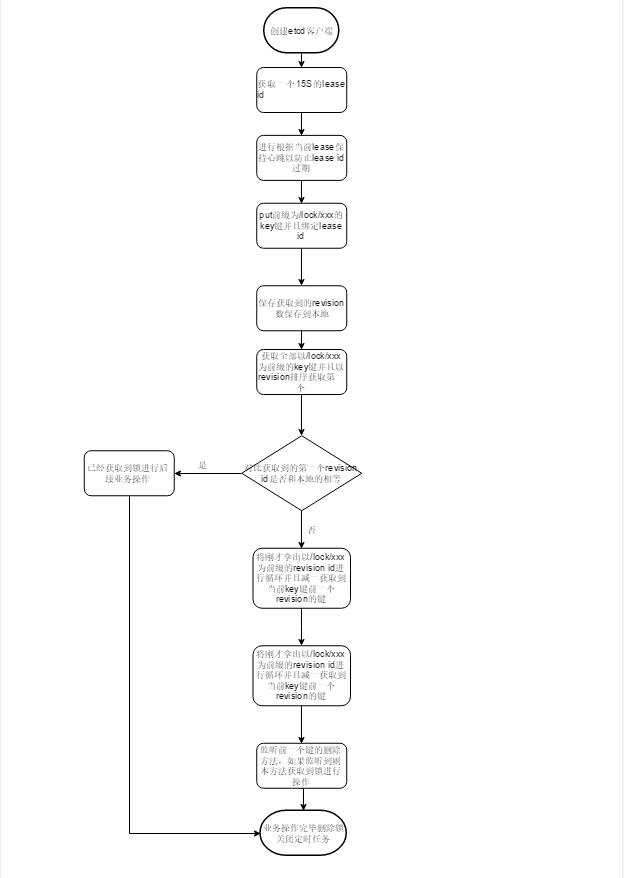 创建etcd客户端
获取一个15S的lease
id
进行根据当前lease保
持心跳以防止lease id
过期
put前缀为/lock/xxx的
key键并且绑定lease
id
保存获取到的revision
数保存到本地
获取全部以/lock/xxx
为前缀的key键并且以
revision排序获取第一
个
对比获取到的第一个revision
id是否和本地的相等
是
已经获取到锁进行后
续业务操作
否
将刚才拿出以/lock/xxx
为前缀的revision id进
行循环并且减一获取到
当前key键前一个
revision的键
将刚才拿出以/lock/xxx
为前缀的revision id进
行循环并且减一获取到
当前key键前一个
revision的键
监听前一个键的删除
方法，如果监听到则
本方法获取到锁进行
操作
业务操作完毕删除锁
关闭定时任务